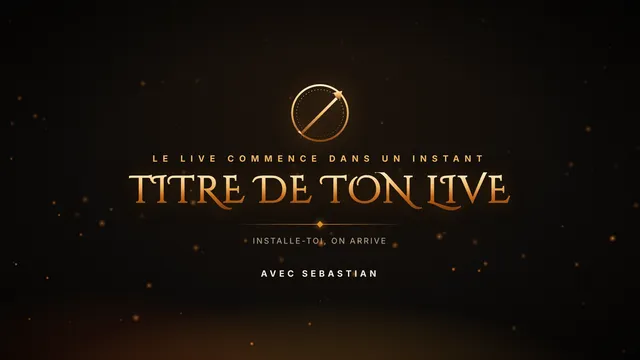 LE LIVE COMMENCE DANS UN INSTANT
TITRE DE TON LIVE
INSTALLE-TOI, ON ARRIVE
AVEC SEBASTIAN